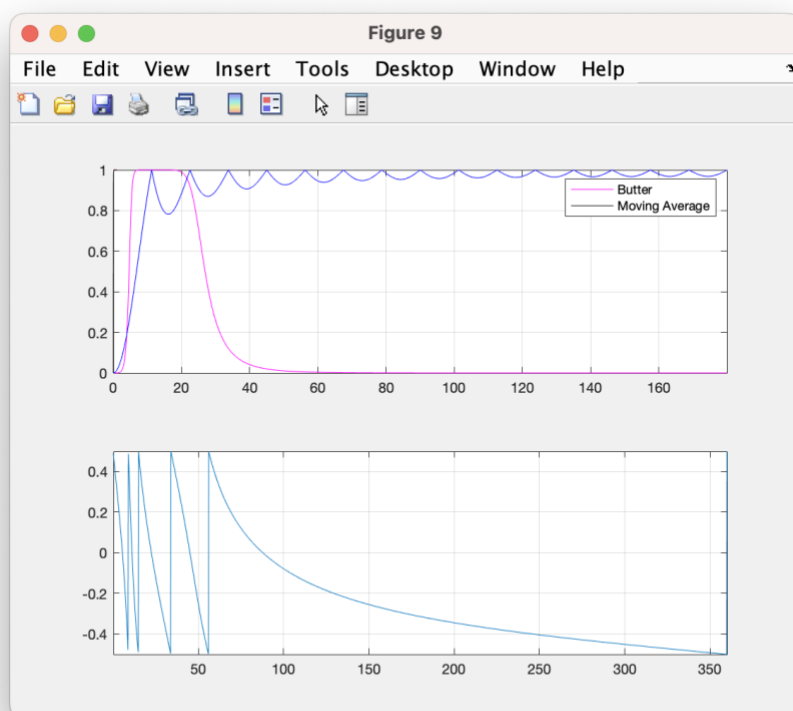 Figure 9
File Edit View Insert Tools Desktop Window Help
1
0.8
0.6
0.4
0.2
0
Butter
Moving Average
0 20 40 60 80 100 120 140 160
0.4
0.2
0
-0.2
-0.4
50 100 150 200 250 300 350